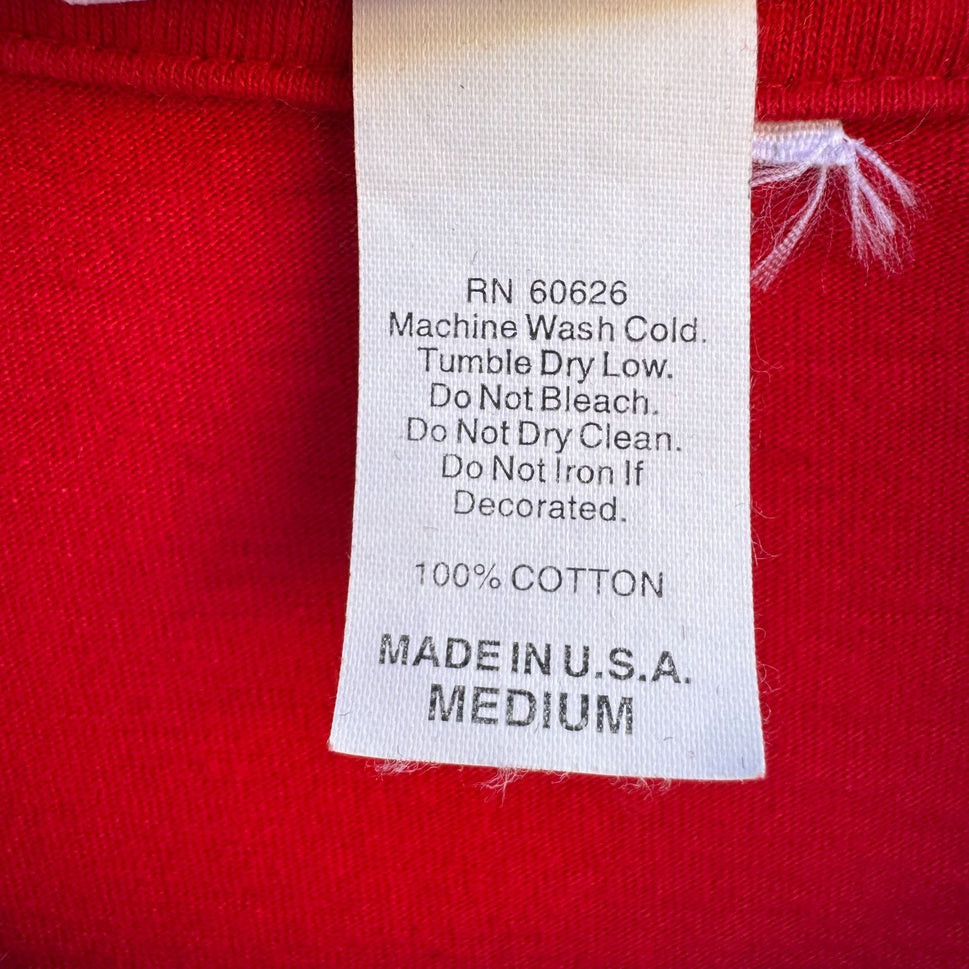 RN 60626
Machine Wash Cold.
Tumble Dry Low.
Do Not Bleach.
Do Not Dry Clean.
Do Not Iron If
Decorated.
100% COTTON
MADE IN U.S.A.
MEDIUM